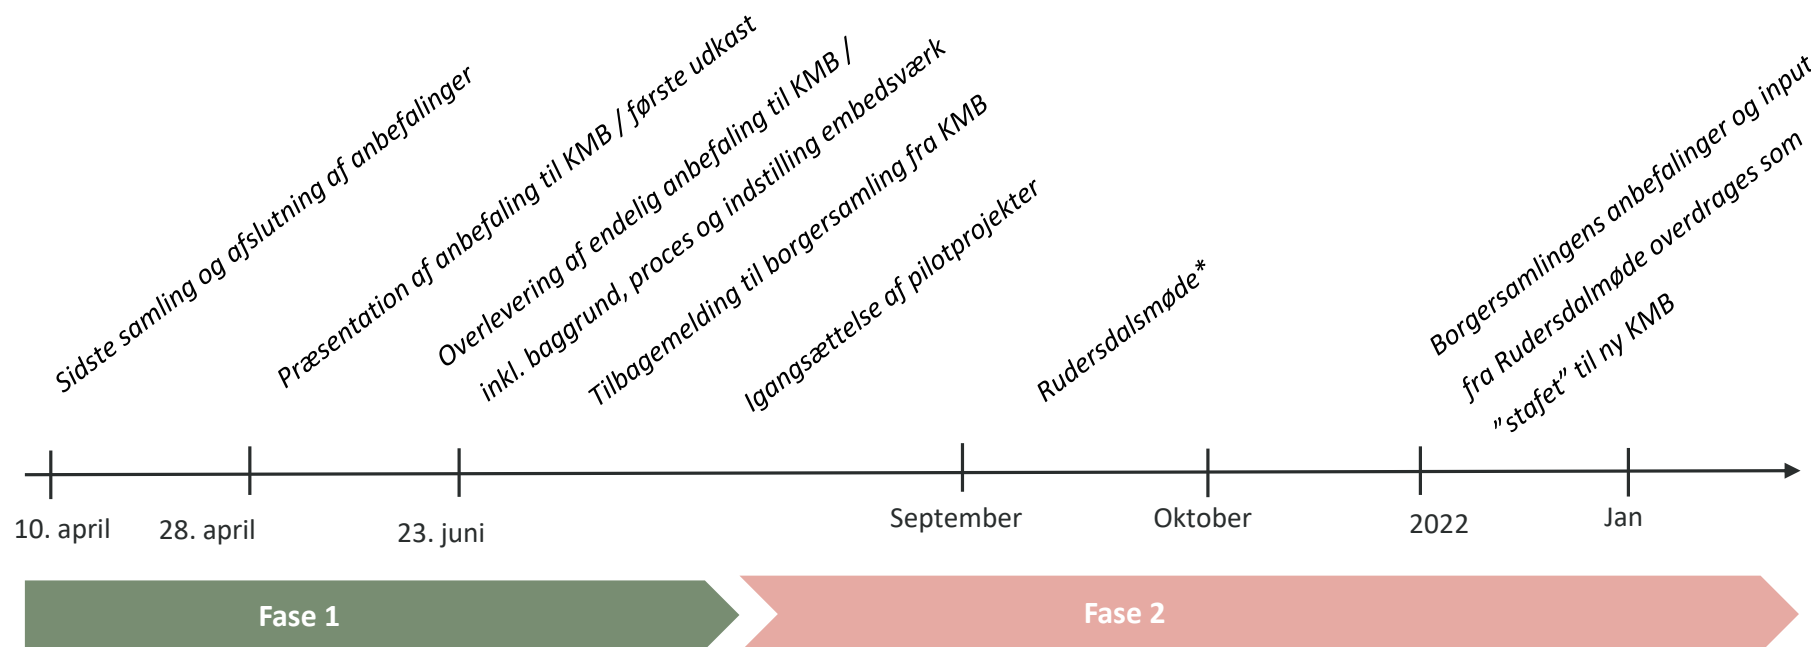 Sidste samling og afslutning af anbefalinger
Præsentation af anbefaling til KMB / første udkast
Overlevering af endelig anbefaling til KMB /
inkl. baggrund, proces og indstilling embedsværk
Tilbagemelding til borgersamling fra KMB
Igangsættelse af pilotprojekter
Rudersdalsmøde*
Borgersamlingens anbefalinger og input
fra Rudersdalmøde overdrages som
”stafet” til ny KMB
10. april
28. april
23. juni
September
Oktober
2022
Jan
Fase 1
Fase 2